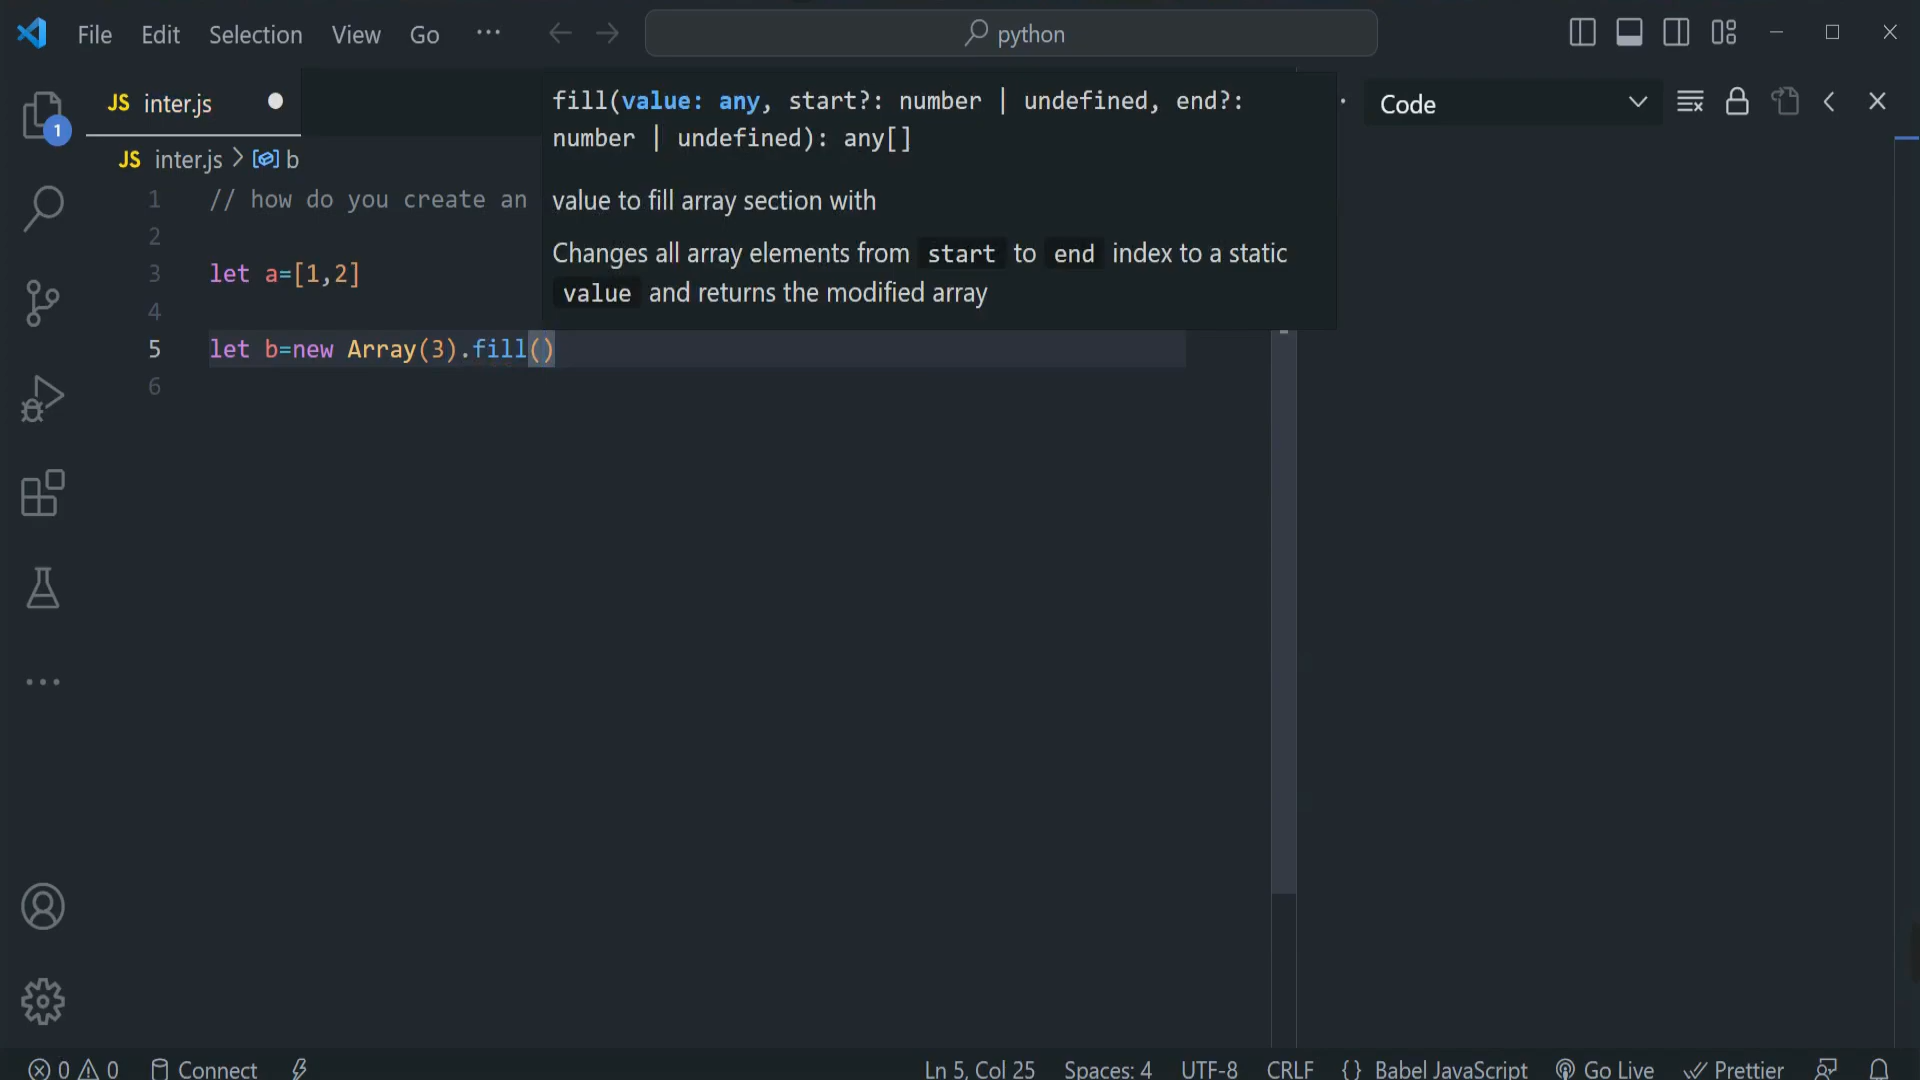 File Edit Selection View Go ··· python
JS inter.js
JS inter.js > b
Code
fill(value: any, start?: number | undefined, end?:
number | undefined): any[]
value to fill array section with
Changes all array elements from start to end index to a static
value and returns the modified array
1 // how do you create an
2
3 let a=[1,2]
4
5 let b=new Array(3).fill()
6
1
0 0 Connect Ln 5, Col 25 Spaces: 4 UTF-8 CRLF {} Babel JavaScript Go Live Prettier